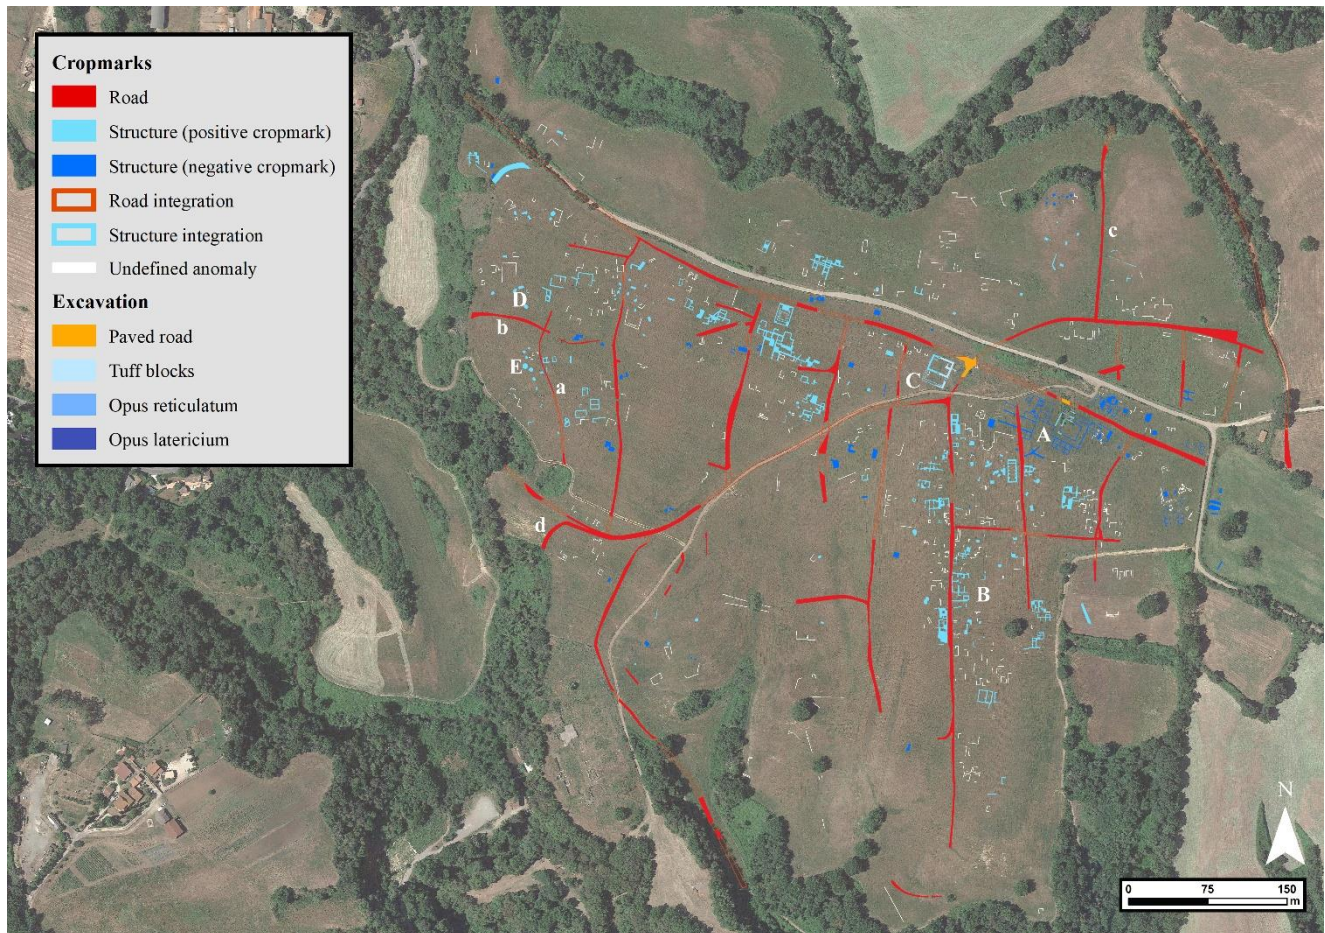 Cropmarks
Road
Structure (positive cropmark)
Structure (negative cropmark)
Road integration
Structure integration
Undefined anomaly
Excavation
Paved road
Tuff blocks
Opus reticulatum
Opus latericium
c
D
b
E
a
C
A
d
B
N
0 75 150
m